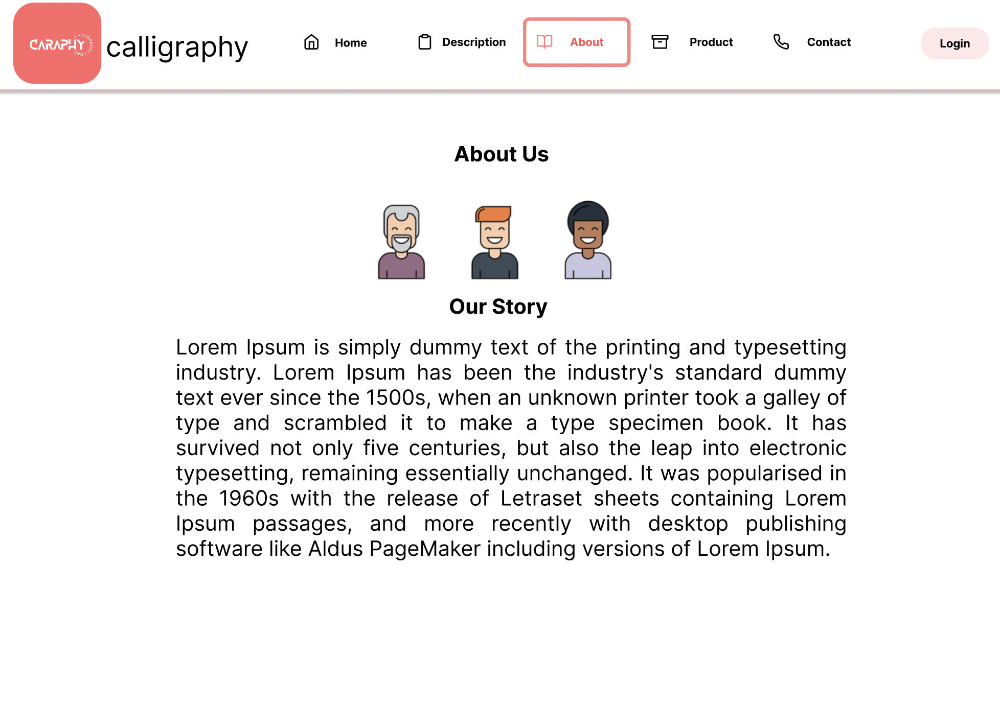 CARAPHY
CALLIGRAPHY FONT
calligraphy
Home
Description
About
Product
Contact
Login
About Us
Our Story
Lorem Ipsum is simply dummy text of the printing and typesetting
industry. Lorem Ipsum has been the industry's standard dummy
text ever since the 1500s, when an unknown printer took a galley of
type and scrambled it to make a type specimen book. It has
survived not only five centuries, but also the leap into electronic
typesetting, remaining essentially unchanged. It was popularised in
the 1960s with the release of Letraset sheets containing Lorem
Ipsum passages, and more recently with desktop publishing
software like Aldus PageMaker including versions of Lorem Ipsum.